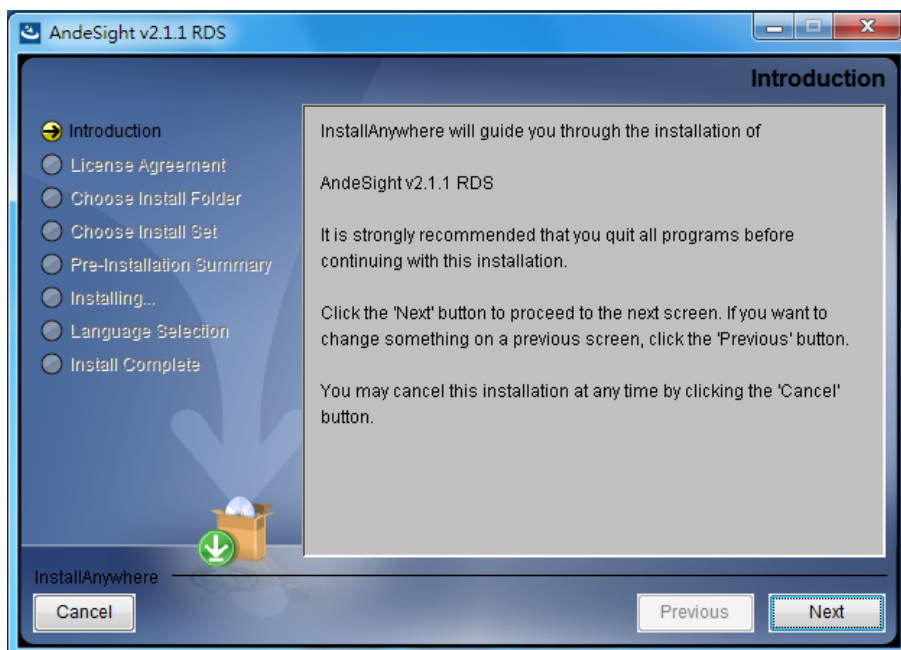 AndeSight v2.1.1 RDS
Introduction
Introduction
License Agreement
Choose Install Folder
Choose Install Set
Pre-Installation Summary
Installing...
Language Selection
Install Complete
InstallAnywhere will guide you through the installation of
AndeSight v2.1.1 RDS
It is strongly recommended that you quit all programs before
continuing with this installation.
Click the 'Next' button to proceed to the next screen. If you want to
change something on a previous screen, click the 'Previous' button.
You may cancel this installation at any time by clicking the 'Cancel'
button.
InstallAnywhere
Cancel
Previous
Next